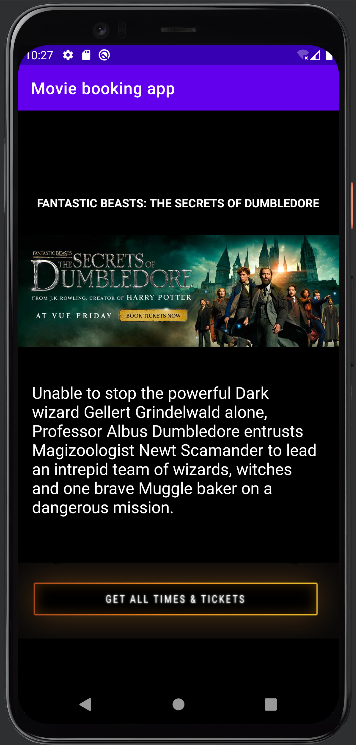 10:27
Movie booking app
FANTASTIC BEASTS: THE SECRETS OF DUMBLEDORE
FANTASTIC BEASTS
THE SECRETS OF
DUMBLEDORE
FROM J.K. ROWLING, CREATOR OF HARRY POTTER
AT VUE FRIDAY BOOK TICKETS NOW
Unable to stop the powerful Dark
wizard Gellert Grindelwald alone,
Professor Albus Dumbledore entrusts
Magizoologist Newt Scamander to lead
an intrepid team of wizards, witches
and one brave Muggle baker on a
dangerous mission.
GET ALL TIMES & TICKETS